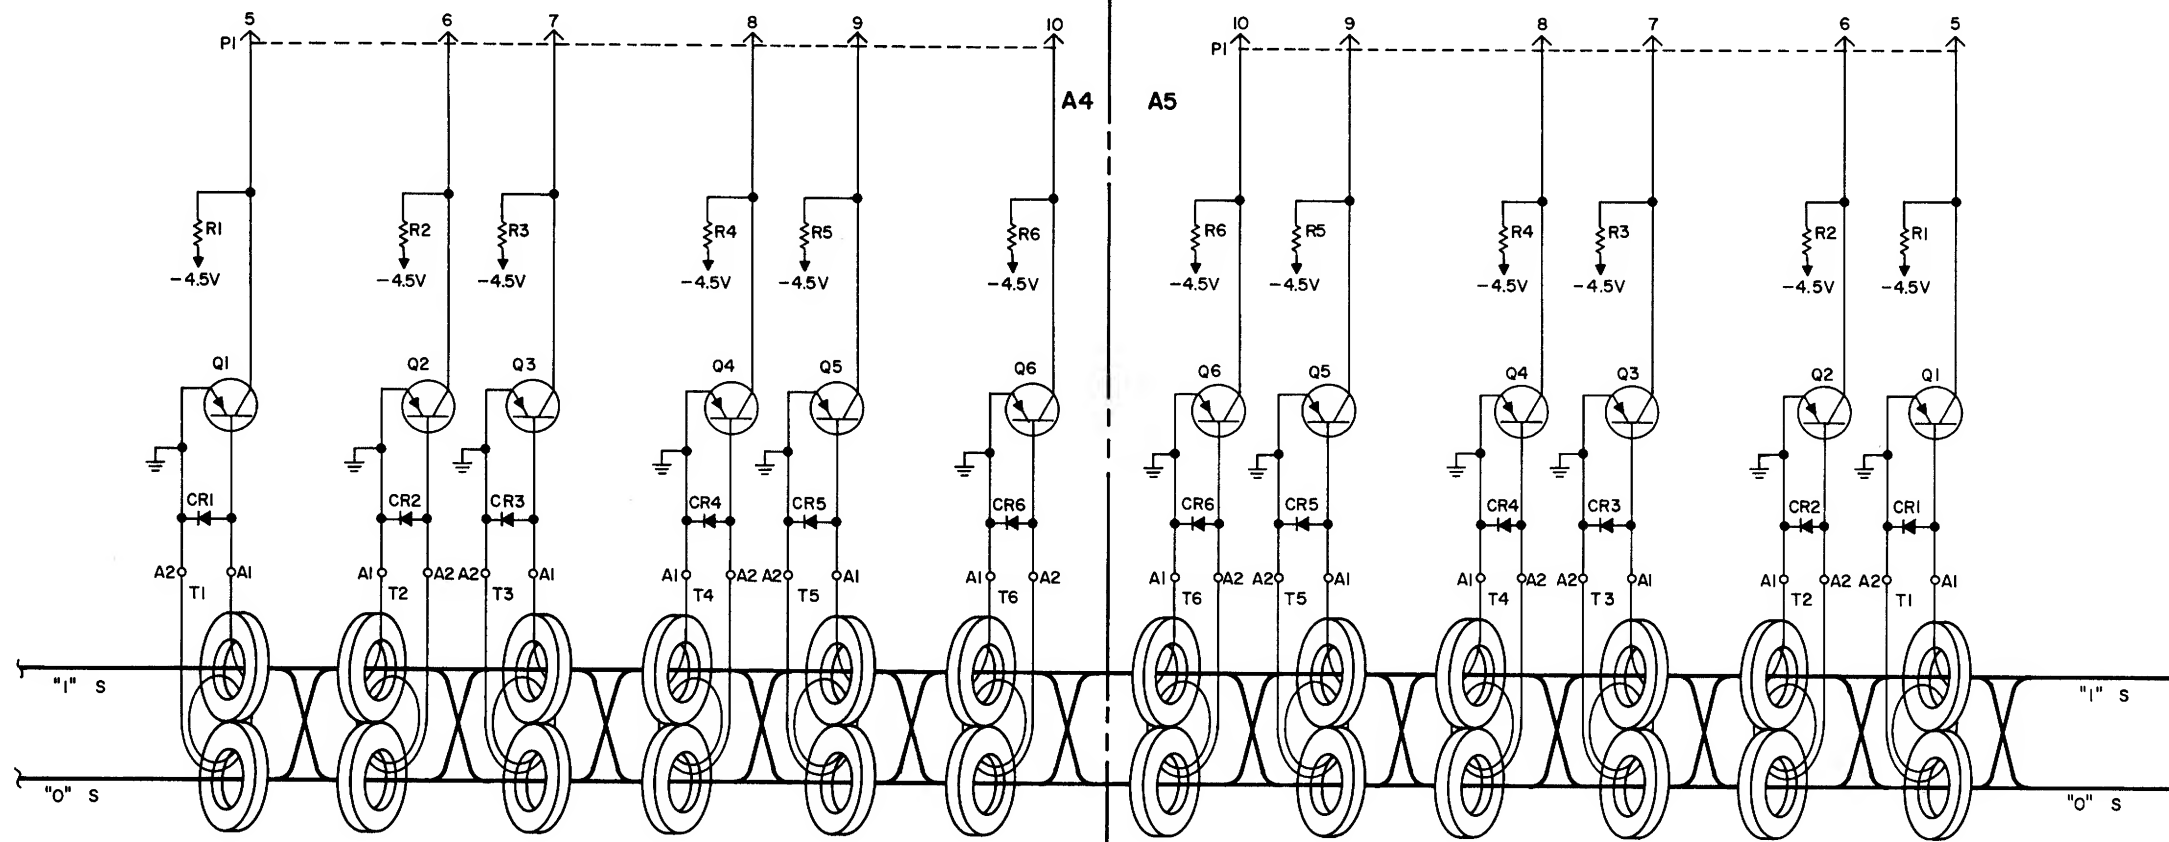 5 6 7 8 9 10 10 9 8 7 6 5
P1 P1
A4 A5
R1 R2 R3 R4 R5 R6 R6 R5 R4 R3 R2 R1
-4.5V -4.5V -4.5V -4.5V -4.5V -4.5V -4.5V -4.5V -4.5V -4.5V -4.5V -4.5V
Q1 Q2 Q3 Q4 Q5 Q6 Q6 Q5 Q4 Q3 Q2 Q1
CR1 CR2 CR3 CR4 CR5 CR6 CR6 CR5 CR4 CR3 CR2 CR1
A2 A1 A1 A2 A2 A1 A1 A2 A2 A1 A1 A2 A1 A2 A2 A1 A1 A2 A2 A1 A1 A2 A2 A1
T1 T2 T3 T4 T5 T6 T6 T5 T4 T3 T2 T1
"1" S "1" S
"0" S "0" S